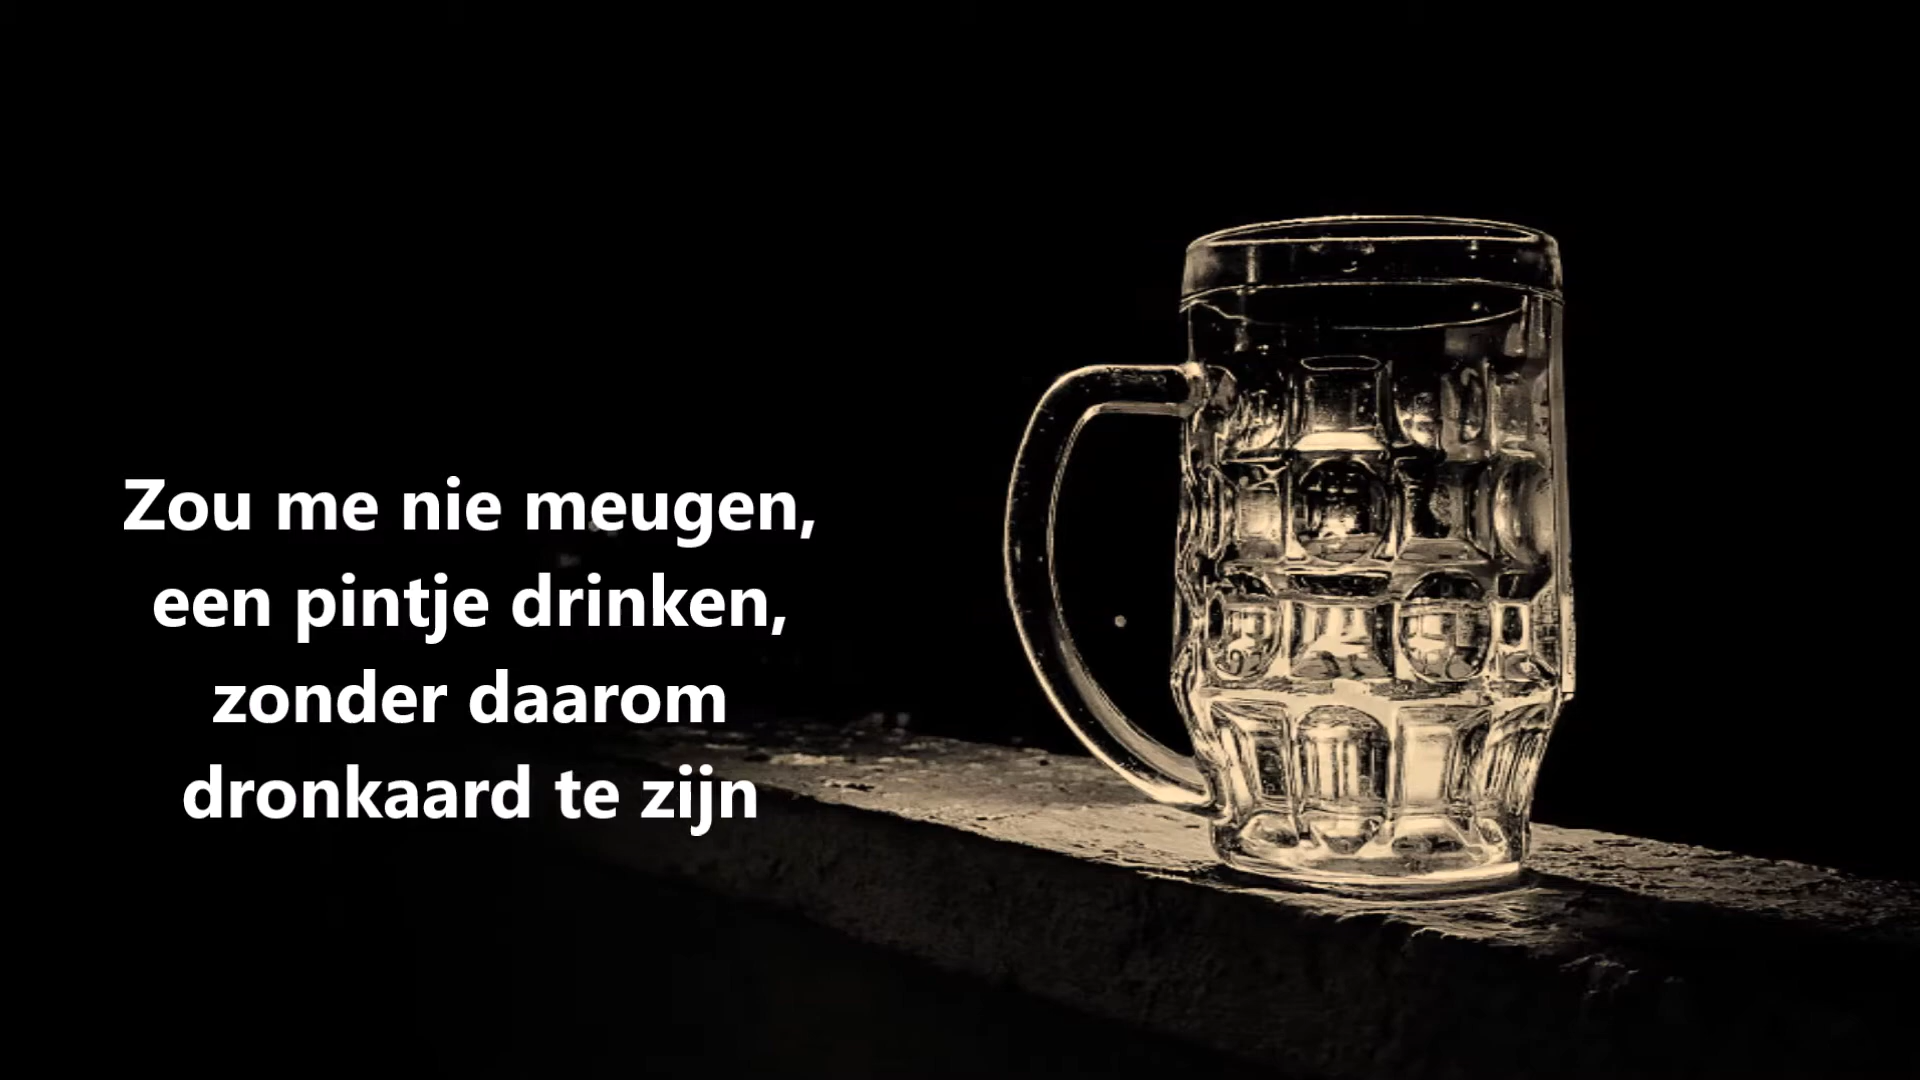 Zou me nie meugen,
een pintje drinken,
zonder daarom
dronkaard te zijn